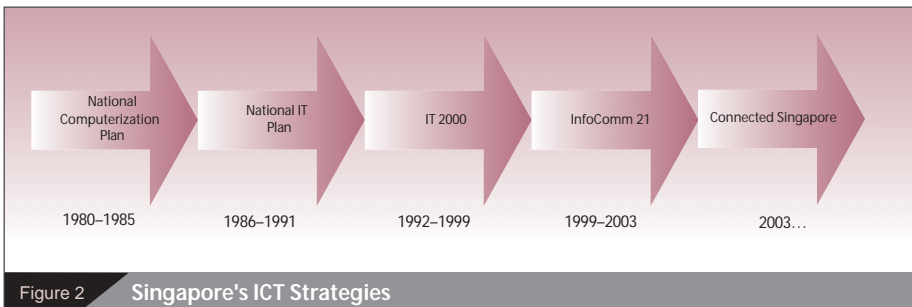 National
Computerization
Plan
National IT
Plan
IT 2000
InfoComm 21
Connected Singapore
1980–1985
1986–1991
1992–1999
1999–2003
2003…
Figure 2
Singapore's ICT Strategies